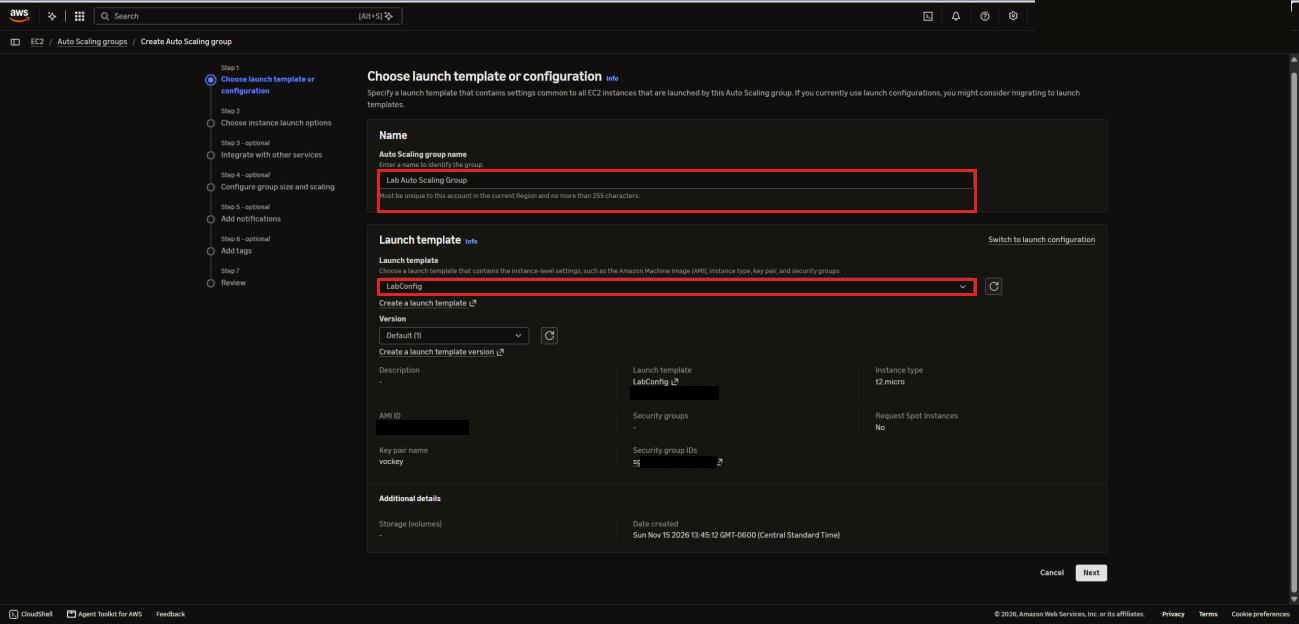 aws
Search [Alt+S]
EC2 / Auto Scaling groups / Create Auto Scaling group
Step 1
Choose launch template or
configuration
Step 2
Choose instance launch options
Step 3 - optional
Integrate with other services
Step 4 - optional
Configure group size and scaling
Step 5 - optional
Add notifications
Step 6 - optional
Add tags
Step 7
Review
Choose launch template or configuration Info
Specify a launch template that contains settings common to all EC2 instances that are launched by this Auto Scaling group. If you currently use launch configurations, you might consider migrating to launch
templates.
Name
Auto Scaling group name
Enter a name to identify the group.
Lab Auto Scaling Group
Must be unique to this account in the current Region and no more than 255 characters.
Launch template Info
Switch to launch configuration
Launch template
Choose a launch template that contains the instance-level settings, such as the Amazon Machine Image (AMI), instance type, key pair, and security groups.
LabConfig
Create a launch template
Version
Default (1)
Create a launch template version
Description
-
Launch template
LabConfig
Instance type
t2.micro
AMI ID
Security groups
-
Request Spot Instances
No
Key pair name
vockey
Security group IDs
sg
Additional details
Storage (volumes)
-
Date created
Sun Nov 15 2026 13:45:12 GMT-0600 (Central Standard Time)
Cancel Next
CloudShell Agent Toolkit for AWS Feedback © 2026, Amazon Web Services, Inc. or its affiliates. Privacy Terms Cookie preferences